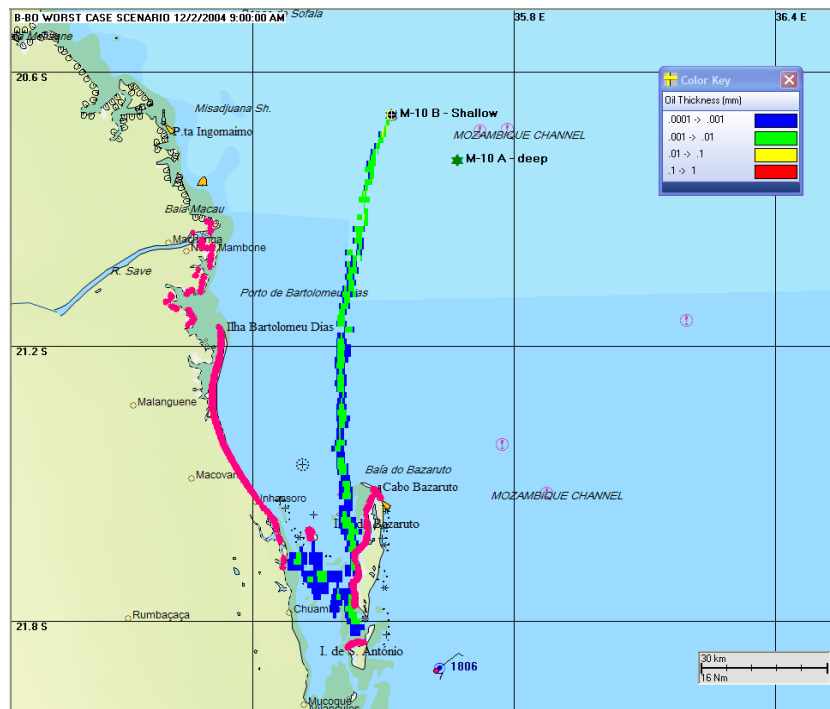 B-BO WORST CASE SCENARIO 12/2/2004 9:00:00 AM
35.8 E
36.4 E
20.6 S
Misadjuana Sh.
P.ta Ingomaimo
M-10 B - Shallow
MOZAMBIQUE CHANNEL
M-10 A - deep
Color Key
Oil Thickness (mm)
.0001 -> .001
.001 -> .01
.01 -> .1
.1 -> 1
Baia Macau
Mambone
R. Save
Porto de Bartolomeu Dias
Ilha Bartolomeu Dias
21.2 S
Malanguene
Baía do Bazaruto
Macovan
Cabo Bazaruto
MOZAMBIQUE CHANNEL
Inhassoro
Bazaruto
Rumbaçaça
21.8 S
I. de S. António
1806
30 km
16 Nm
Mucoque